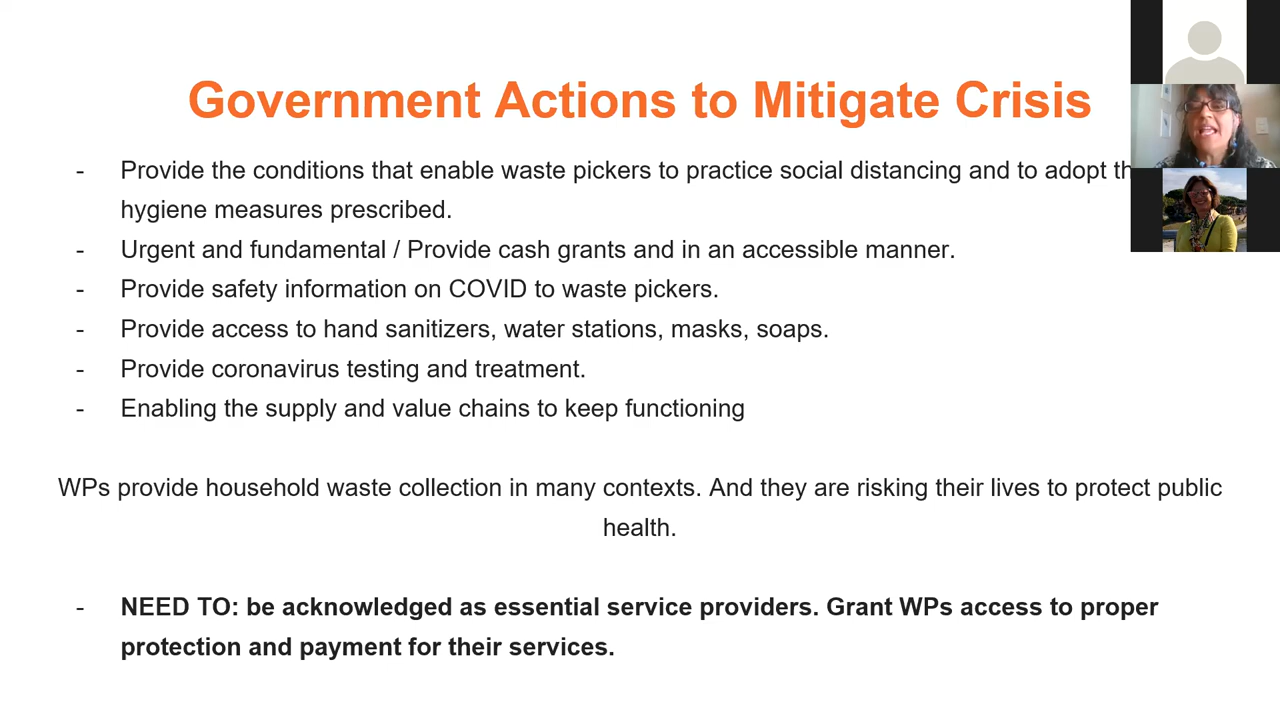 Government Actions to Mitigate Crisis
- Provide the conditions that enable waste pickers to practice social distancing and to adopt
hygiene measures prescribed.
- Urgent and fundamental / Provide cash grants and in an accessible manner.
- Provide safety information on COVID to waste pickers.
- Provide access to hand sanitizers, water stations, masks, soaps.
- Provide coronavirus testing and treatment.
- Enabling the supply and value chains to keep functioning
WPs provide household waste collection in many contexts. And they are risking their lives to protect public
health.
- NEED TO: be acknowledged as essential service providers. Grant WPs access to proper
protection and payment for their services.